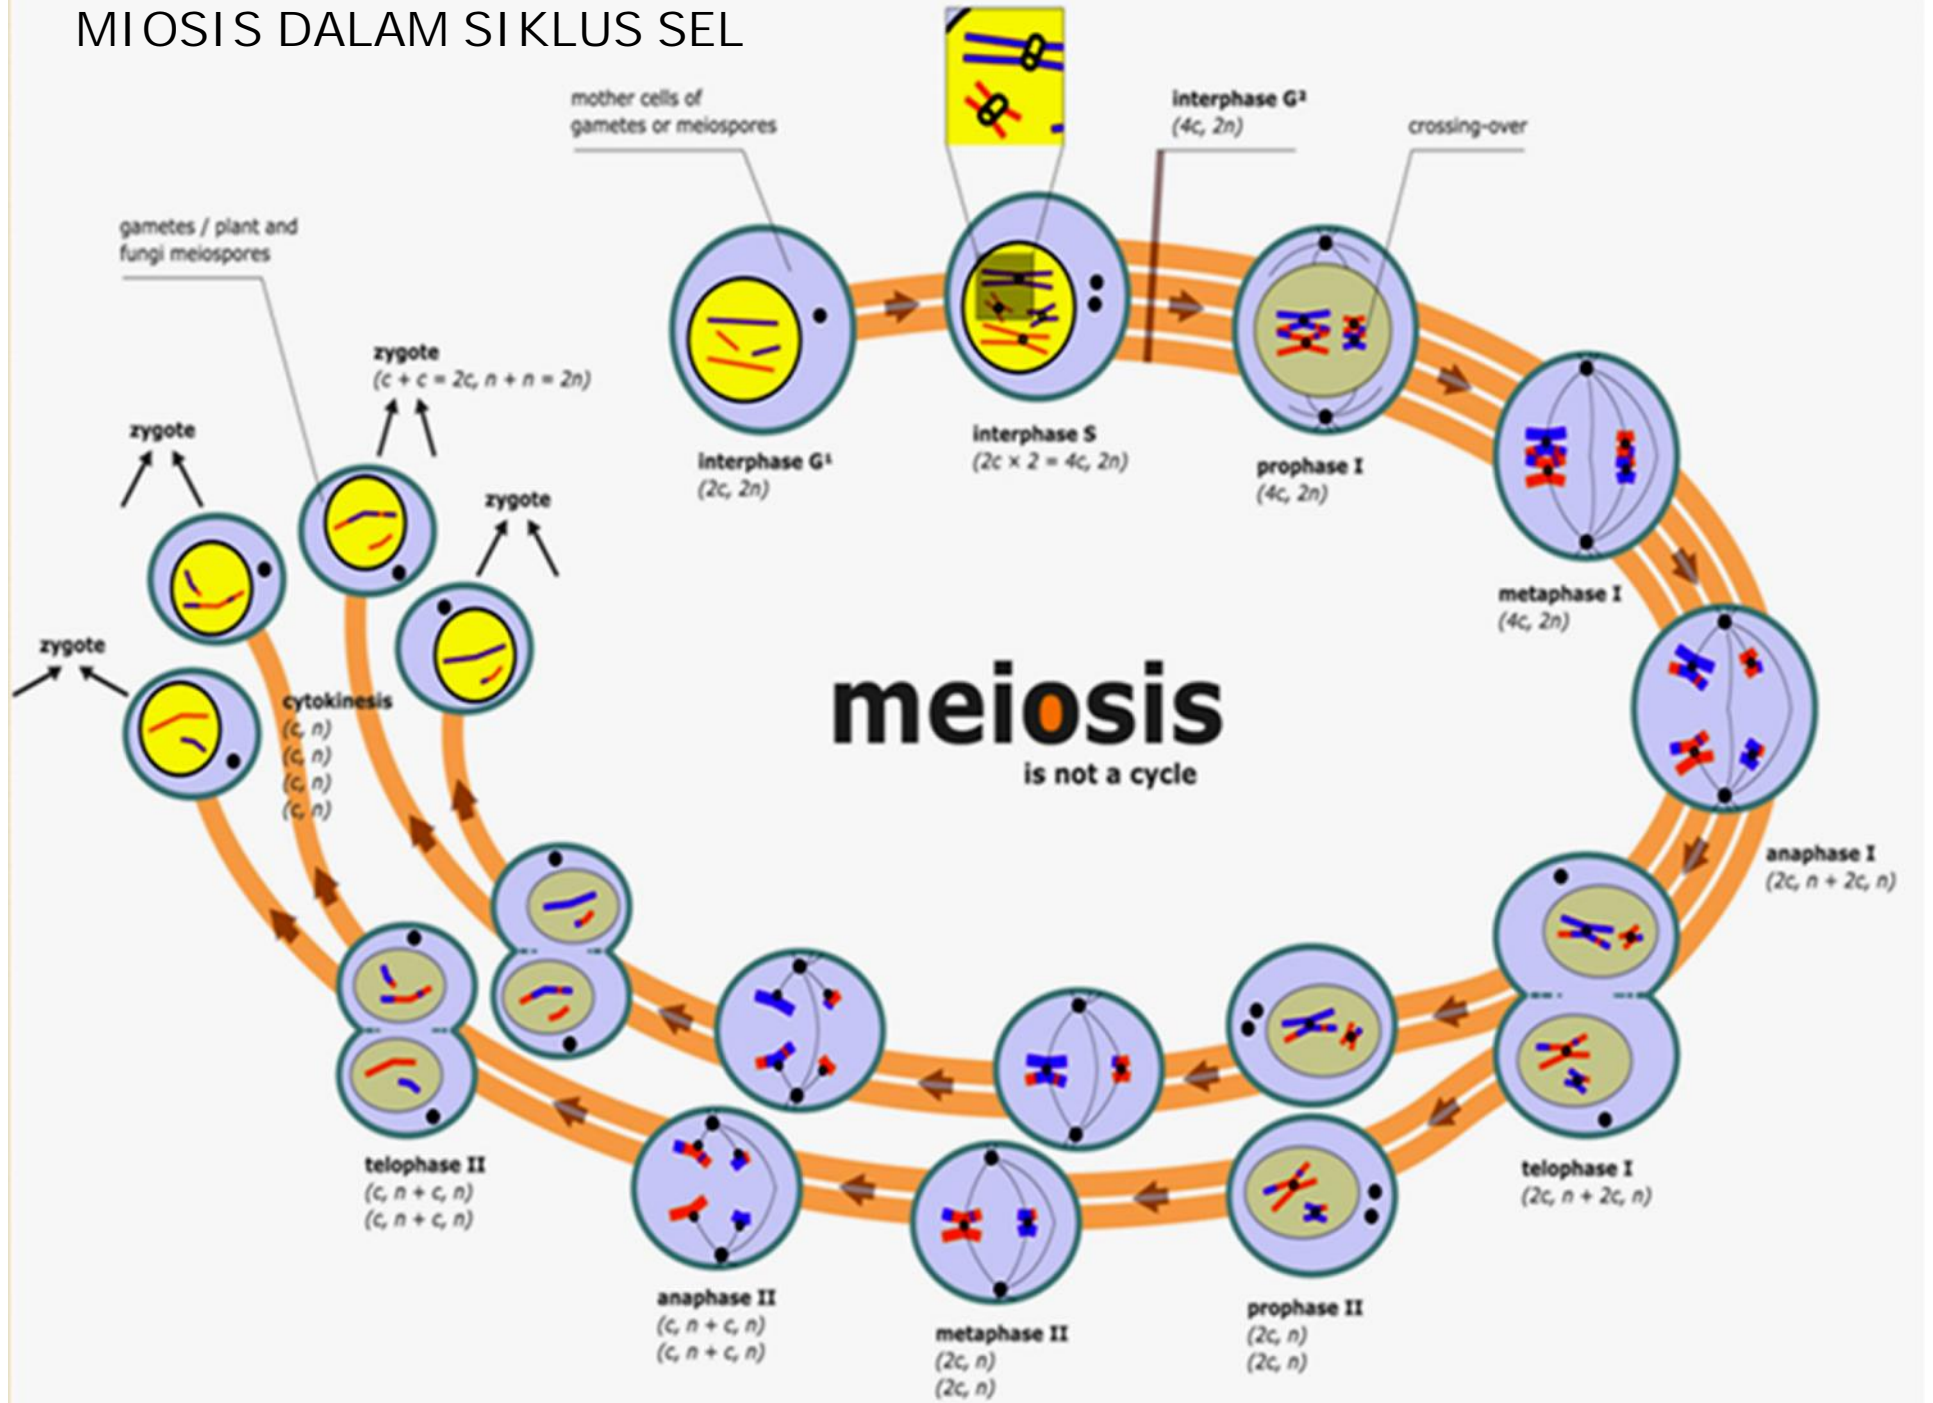 MIOSIS DALAM SIKLUS SEL
mother cells of
gametes or meiospores
interphase G²
(4c, 2n)
crossing-over
gametes / plant and
fungi meiospores
zygote
(c + c = 2c, n + n = 2n)
zygote
zygote
zygote
interphase G¹
(2c, 2n)
interphase S
(2c × 2 = 4c, 2n)
prophase I
(4c, 2n)
metaphase I
(4c, 2n)
anaphase I
(2c, n + 2c, n)
telophase I
(2c, n + 2c, n)
meiosis
is not a cycle
prophase II
(2c, n)
(2c, n)
metaphase II
(2c, n)
(2c, n)
anaphase II
(c, n + c, n)
(c, n + c, n)
telophase II
(c, n + c, n)
(c, n + c, n)
cytokinesis
(c, n)
(c, n)
(c, n)
(c, n)